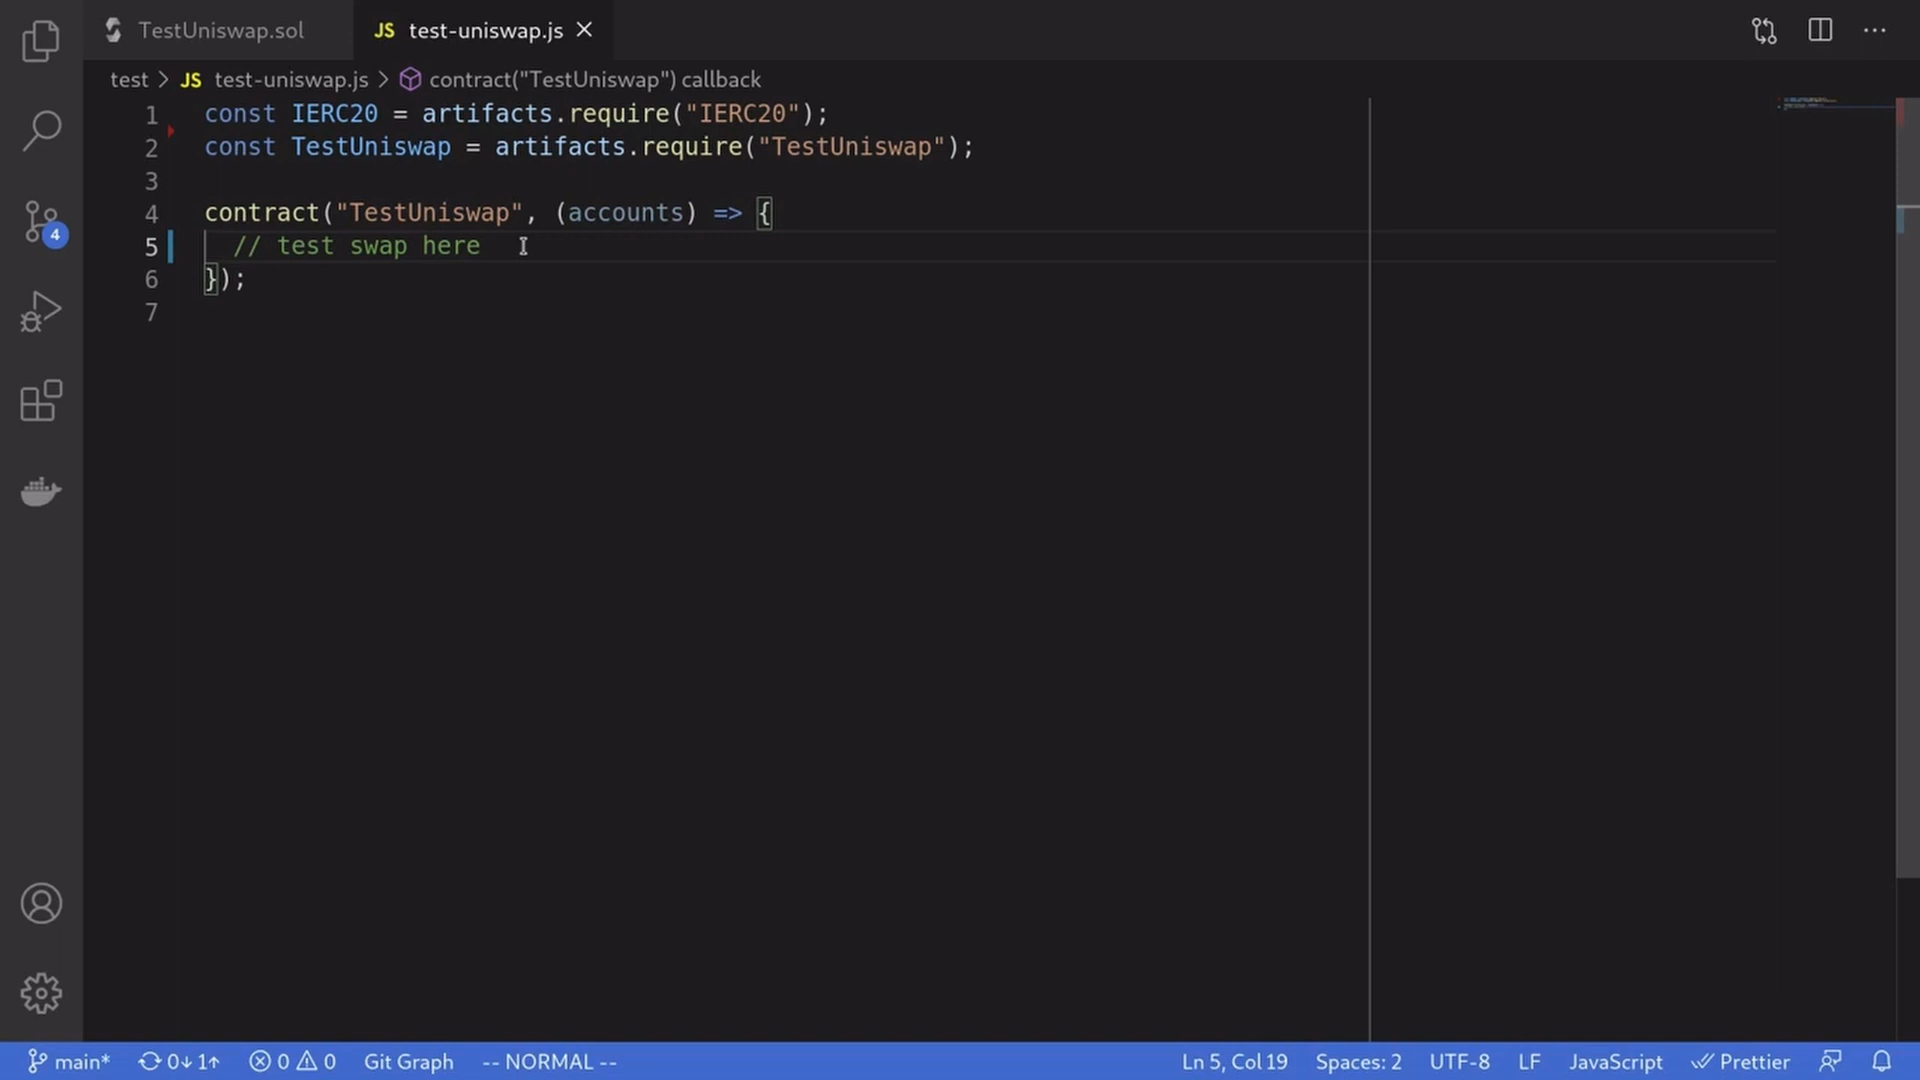 TestUniswap.sol
JS test-uniswap.js
test > JS test-uniswap.js > contract("TestUniswap") callback
1 const IERC20 = artifacts.require("IERC20");
2 const TestUniswap = artifacts.require("TestUniswap");
3
4 contract("TestUniswap", (accounts) => {
5 // test swap here
6 });
7
4
main* 0↓ 1↑ 0 0 Git Graph -- NORMAL -- Ln 5, Col 19 Spaces: 2 UTF-8 LF JavaScript Prettier